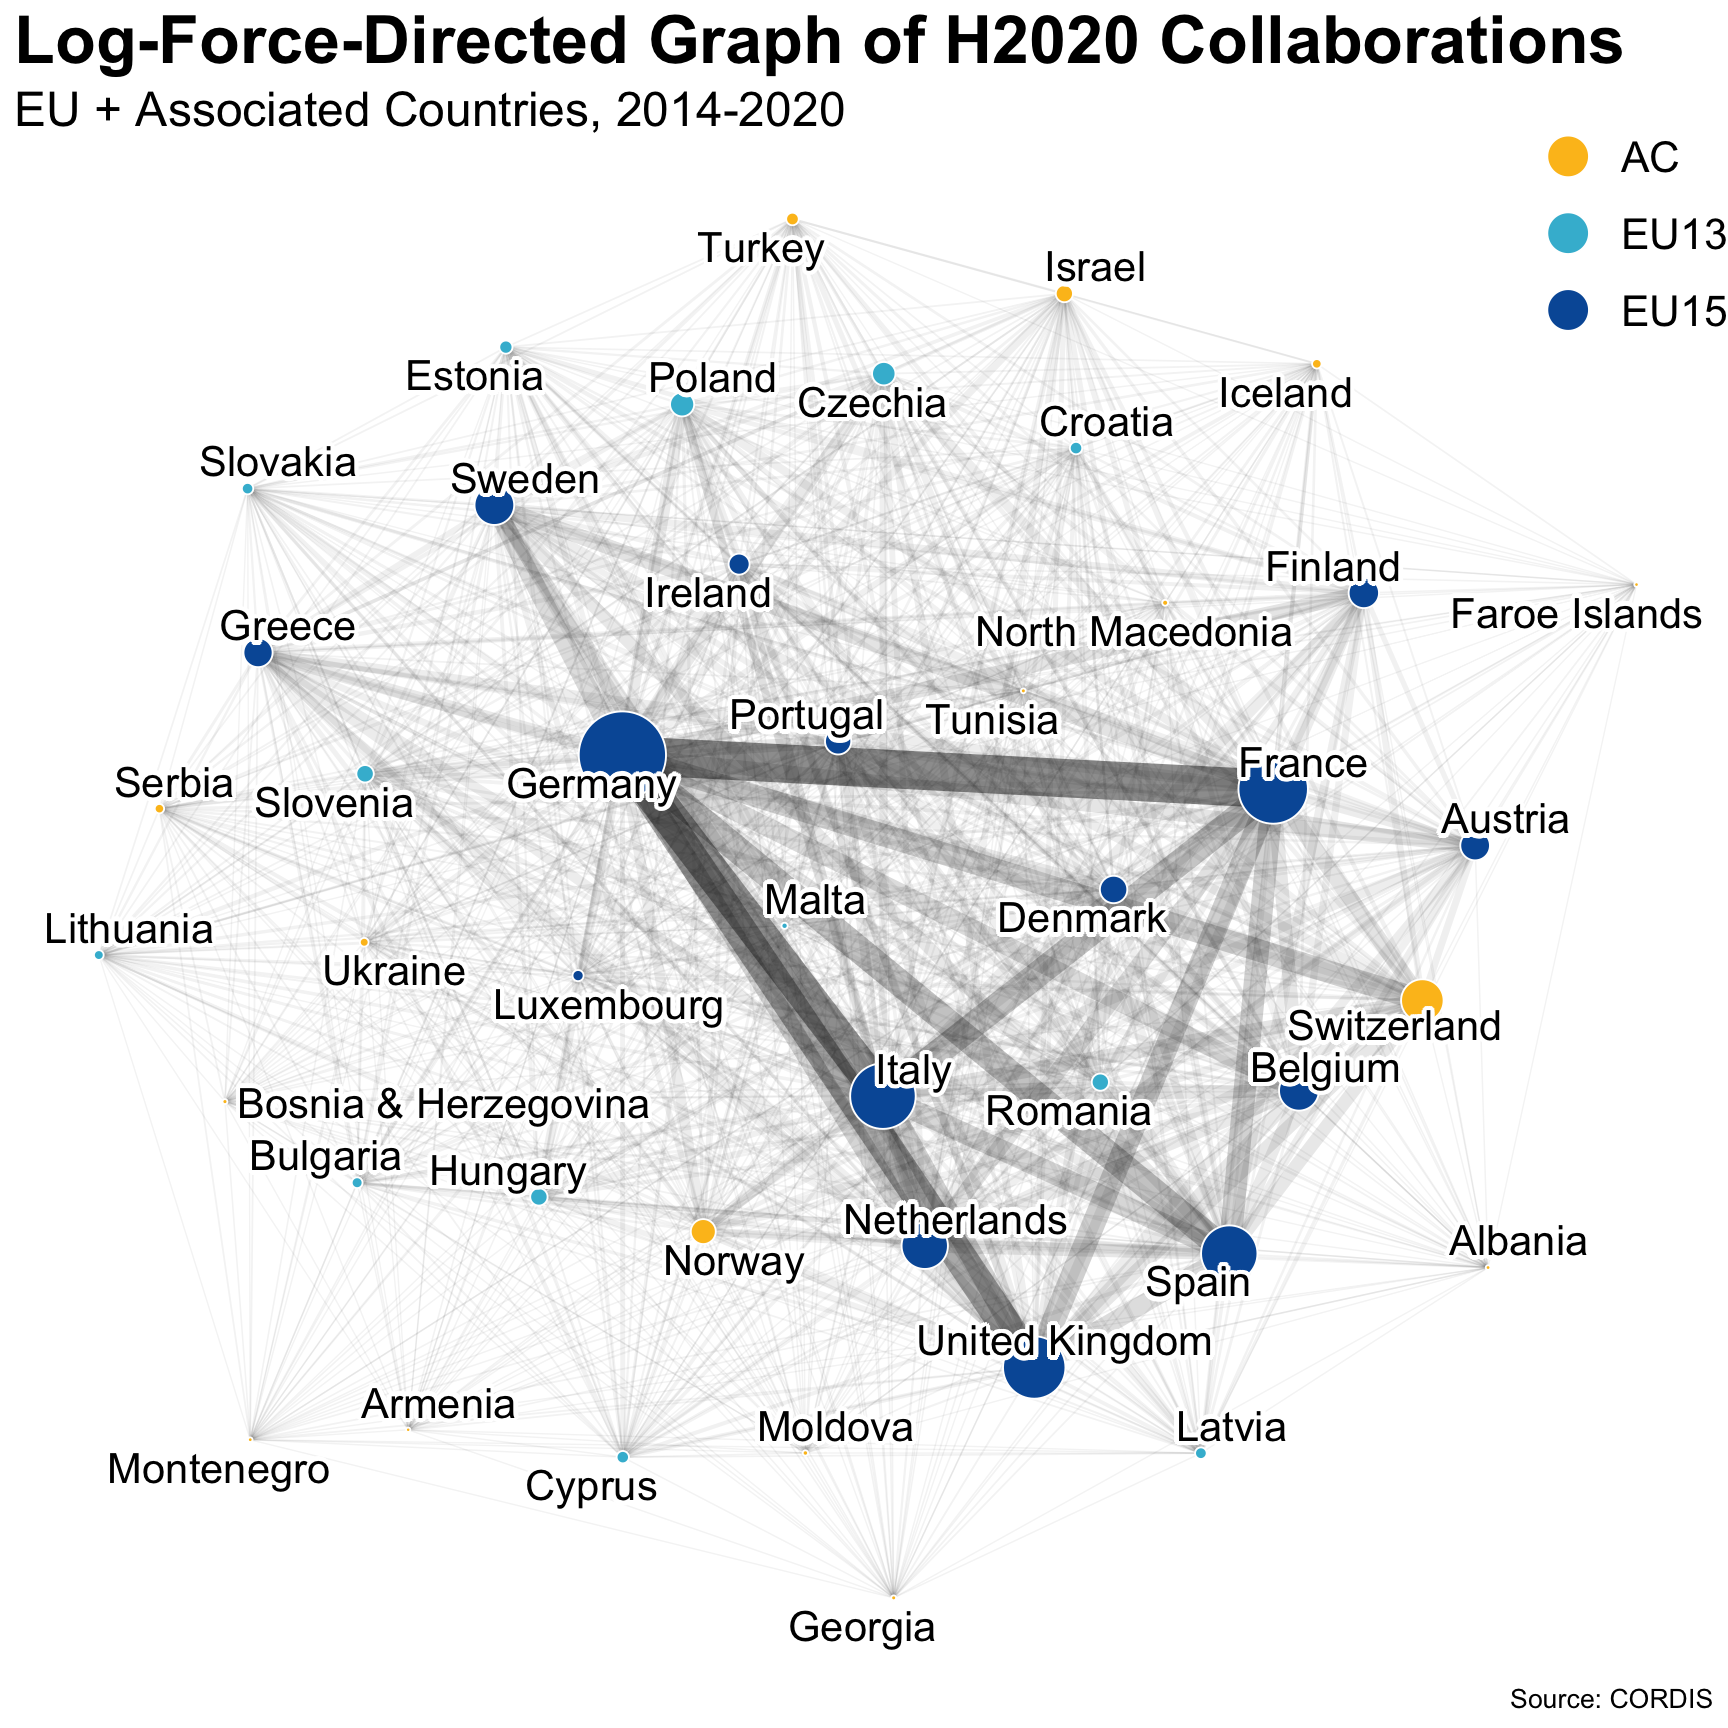 Log-Force-Directed Graph of H2020 Collaborations
EU + Associated Countries, 2014-2020
AC
EU13
EU15
Turkey
Israel
Estonia
Poland
Czechia
Iceland
Croatia
Slovakia
Sweden
Ireland
Finland
Faroe Islands
Greece
North Macedonia
Portugal
Tunisia
France
Germany
Serbia
Slovenia
Austria
Malta
Denmark
Lithuania
Ukraine
Luxembourg
Switzerland
Italy
Belgium
Bosnia & Herzegovina
Romania
Bulgaria
Hungary
Netherlands
Norway
Albania
Spain
United Kingdom
Armenia
Moldova
Latvia
Montenegro
Cyprus
Georgia
Source: CORDIS